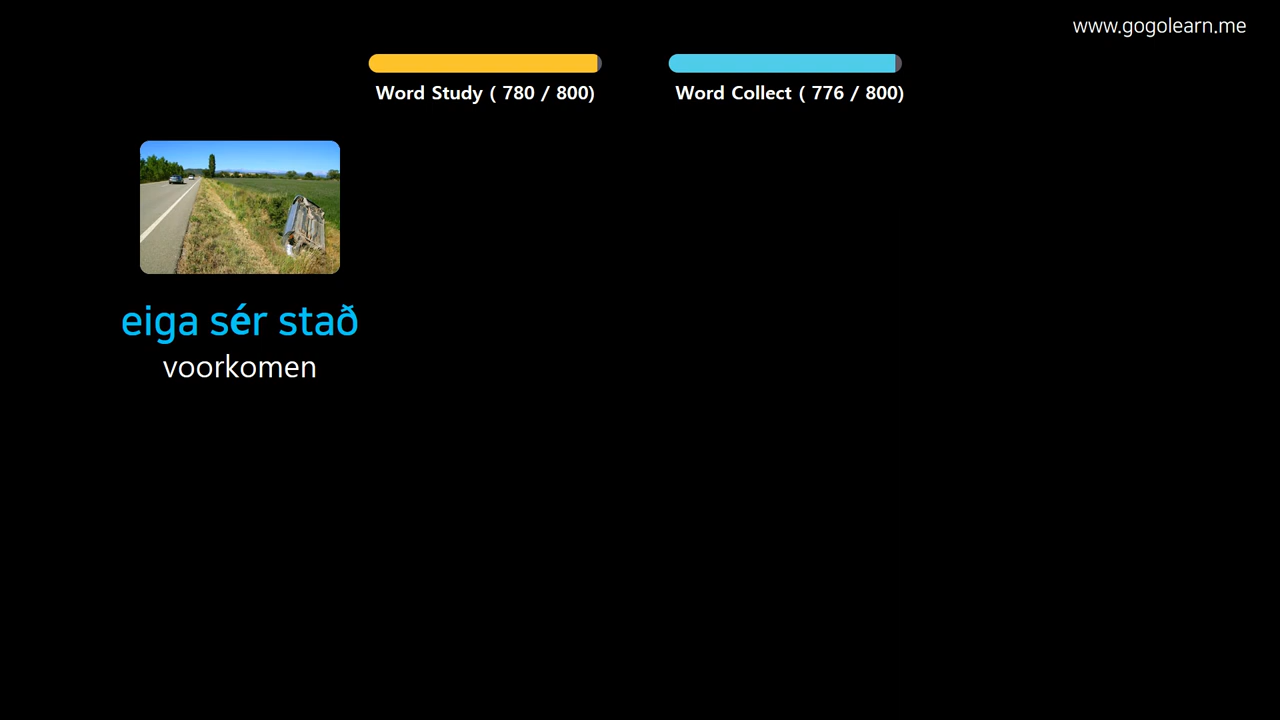 www.gogolearn.me
Word Study ( 780 / 800)
Word Collect ( 776 / 800)
eiga sér stað
voorkomen